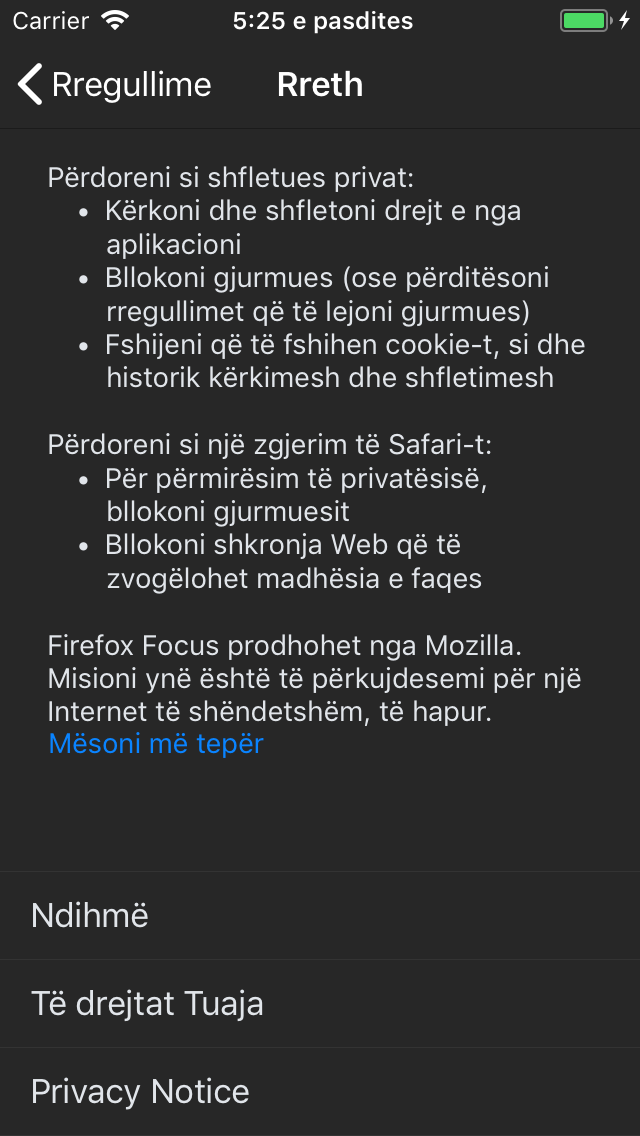 Carrier 5:25 e pasdites
Rregullime Rreth
Përdoreni si shfletues privat:
• Kërkoni dhe shfletoni drejt e nga
aplikacioni
• Bllokoni gjurmues (ose përditësoni
rregullimet që të lejoni gjurmues)
• Fshijeni që të fshihen cookie-t, si dhe
historik kërkimesh dhe shfletimesh
Përdoreni si një zgjerim të Safari-t:
• Për përmirësim të privatësisë,
bllokoni gjurmuesit
• Bllokoni shkronja Web që të
zvogëlohet madhësia e faqes
Firefox Focus prodhohet nga Mozilla.
Misioni ynë është të përkujdesemi për një
Internet të shëndetshëm, të hapur.
Mësoni më tepër
Ndihmë
Të drejtat Tuaja
Privacy Notice